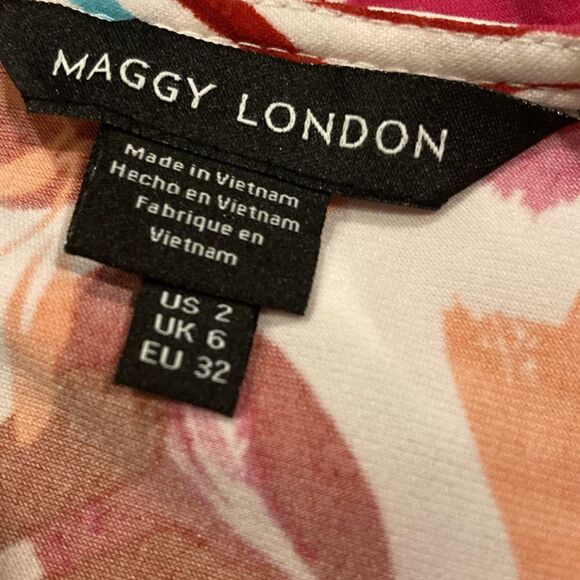 MAGGY LONDON
Made in Vietnam
Hecho en Vietnam
Fabrique en
Vietnam
US 2
UK 6
EU 32